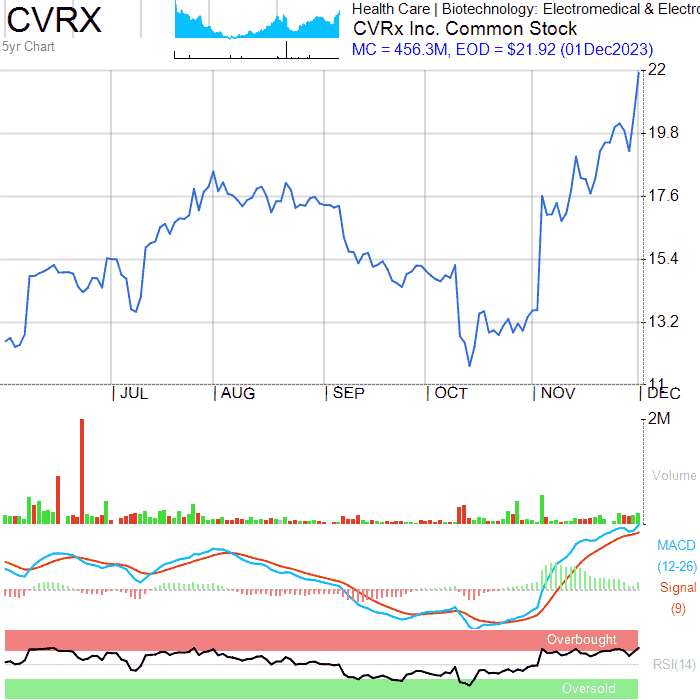 CVRX
5yr Chart
Health Care | Biotechnology: Electromedical & Electro
CVRx Inc. Common Stock
MC = 456.3M, EOD = $21.92 (01Dec2023)
22
19.8
17.6
15.4
13.2
11
| JUL | AUG | SEP | OCT | NOV | DEC
2M
Volume
MACD
(12-26)
Signal
(9)
Overbought
RSI(14)
Oversold